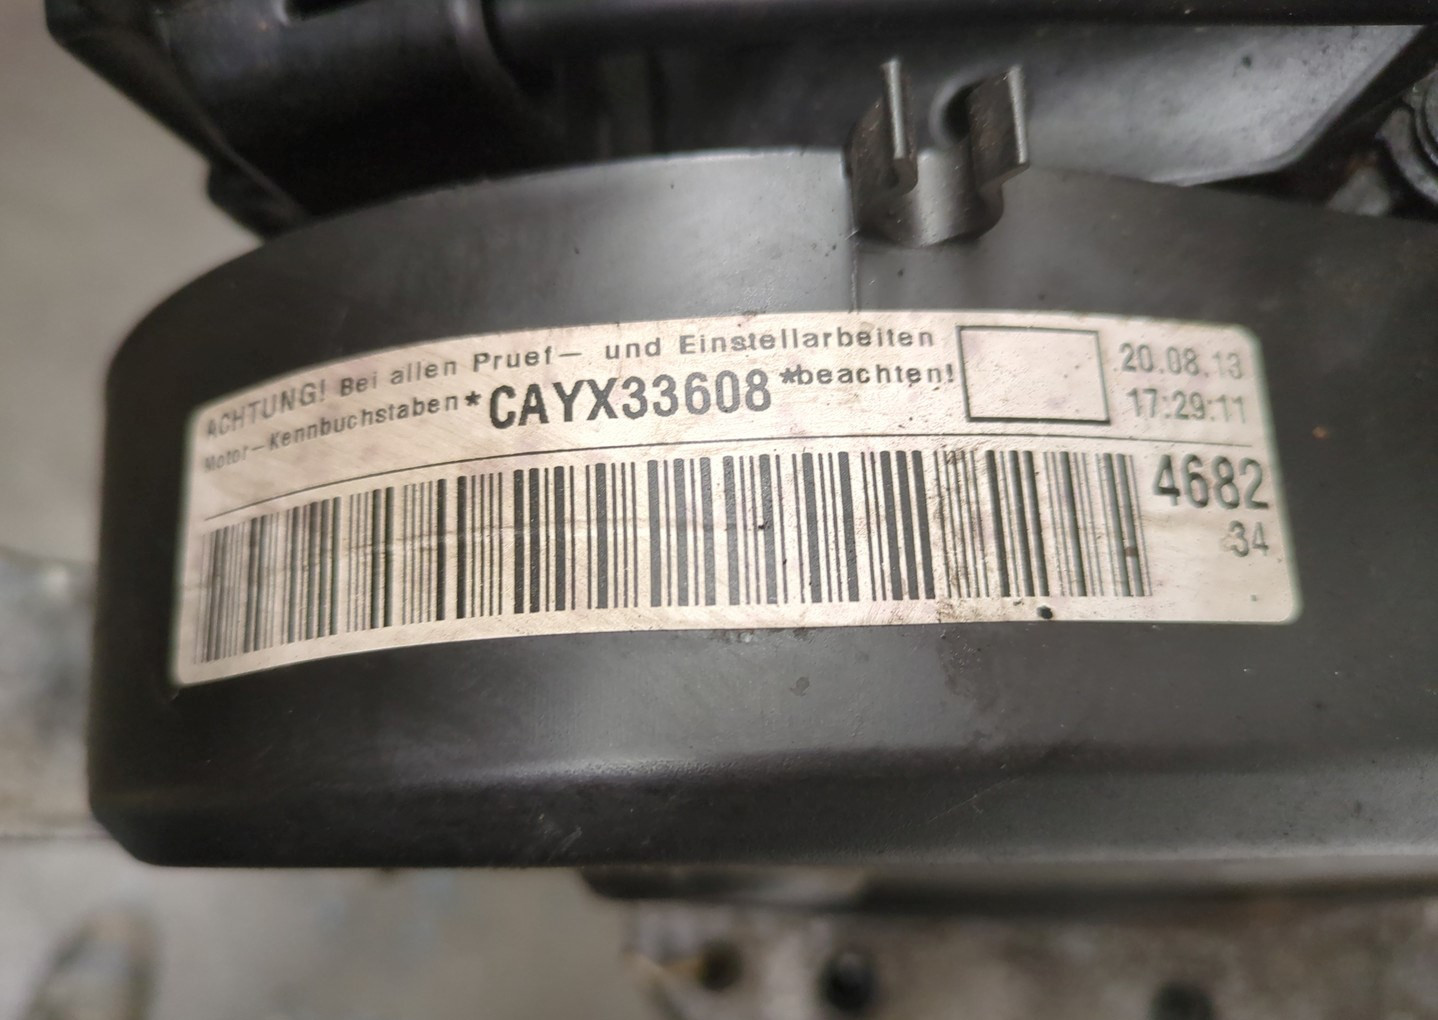 ACHTUNG! Bei allen Pruef- und Einstellarbeiten
Motor-Kennbuchstaben*CAYX33608*beachten!
20.08.13
17:29:11
4682
34